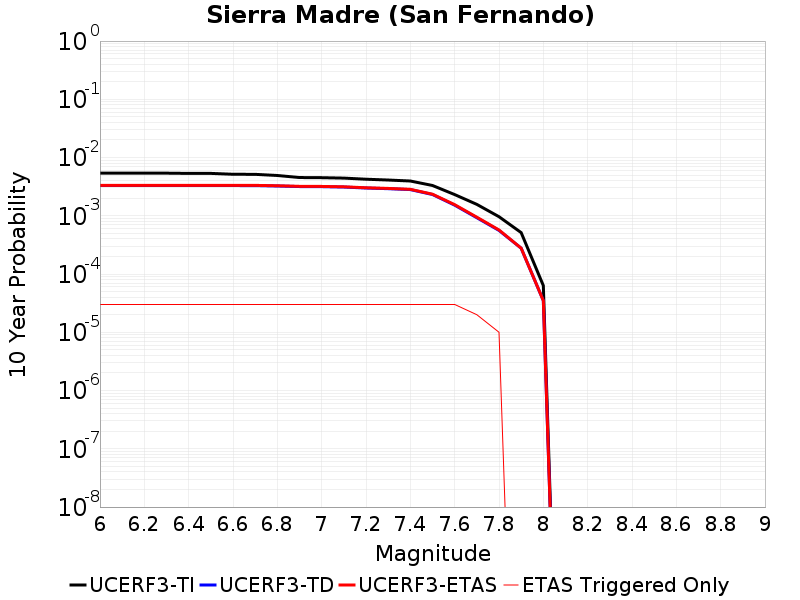 Sierra Madre (San Fernando)
10^0
10^-1
10^-2
10^-3
10^-4
10^-5
10^-6
10^-7
10^-8
10 Year Probability
6 6.2 6.4 6.6 6.8 7 7.2 7.4 7.6 7.8 8 8.2 8.4 8.6 8.8 9
Magnitude
UCERF3-TI UCERF3-TD UCERF3-ETAS ETAS Triggered Only